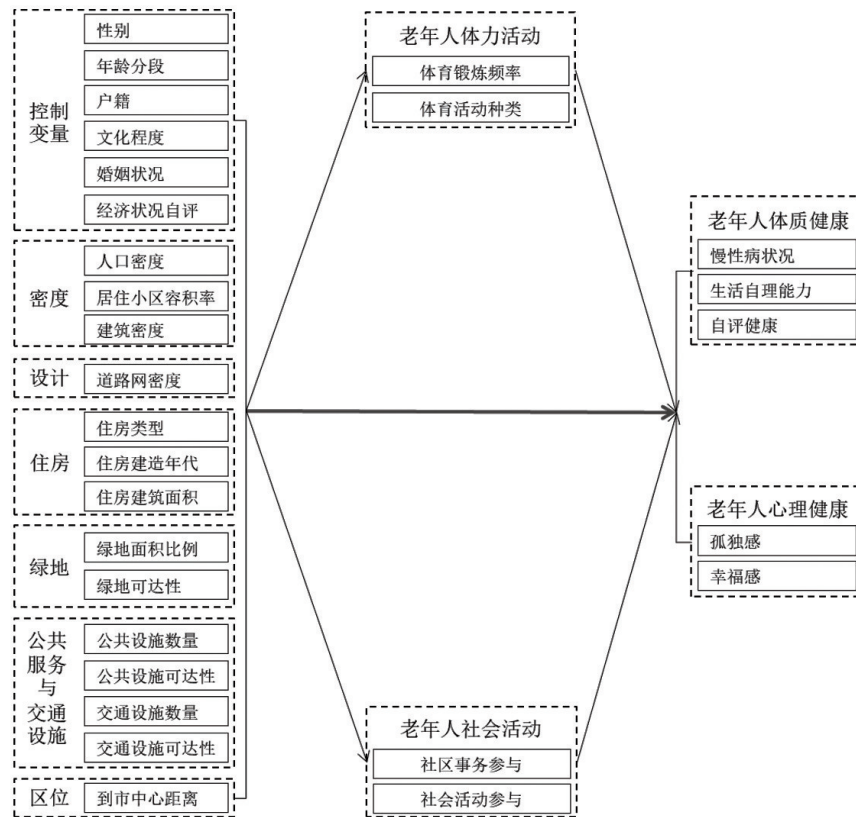 控制
变量
性别
年龄分段
户籍
文化程度
婚姻状况
经济状况自评
密度
人口密度
居住小区容积率
建筑密度
设计
道路网密度
住房
住房类型
住房建造年代
住房建筑面积
绿地
绿地面积比例
绿地可达性
公共
服务
与
交通
设施
公共设施数量
公共设施可达性
交通设施数量
交通设施可达性
区位
到市中心距离
老年人体力活动
体育锻炼频率
体育活动种类
老年人社会活动
社区事务参与
社会活动参与
老年人体质健康
慢性病状况
生活自理能力
自评健康
老年人心理健康
孤独感
幸福感